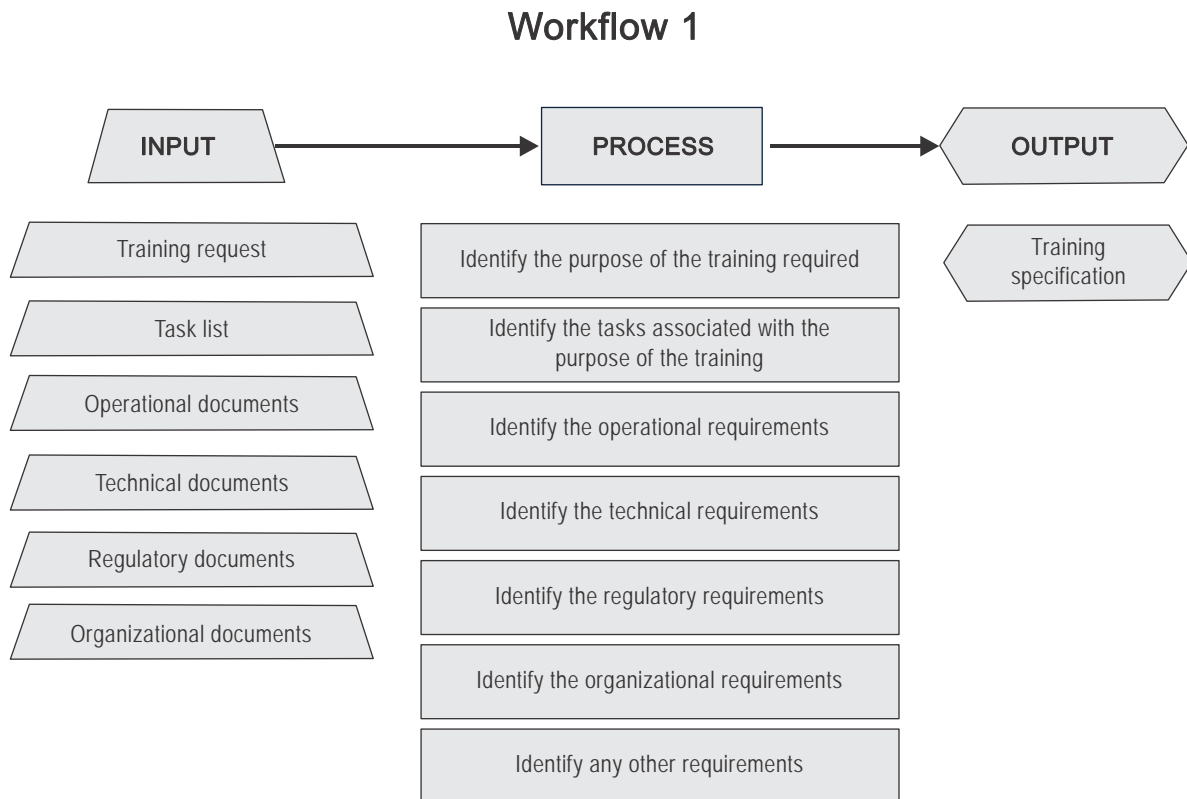 Workflow 1
INPUT
PROCESS
OUTPUT
Training request
Task list
Operational documents
Technical documents
Regulatory documents
Organizational documents
Identify the purpose of the training required
Identify the tasks associated with the
purpose of the training
Identify the operational requirements
Identify the technical requirements
Identify the regulatory requirements
Identify the organizational requirements
Identify any other requirements
Training
specification